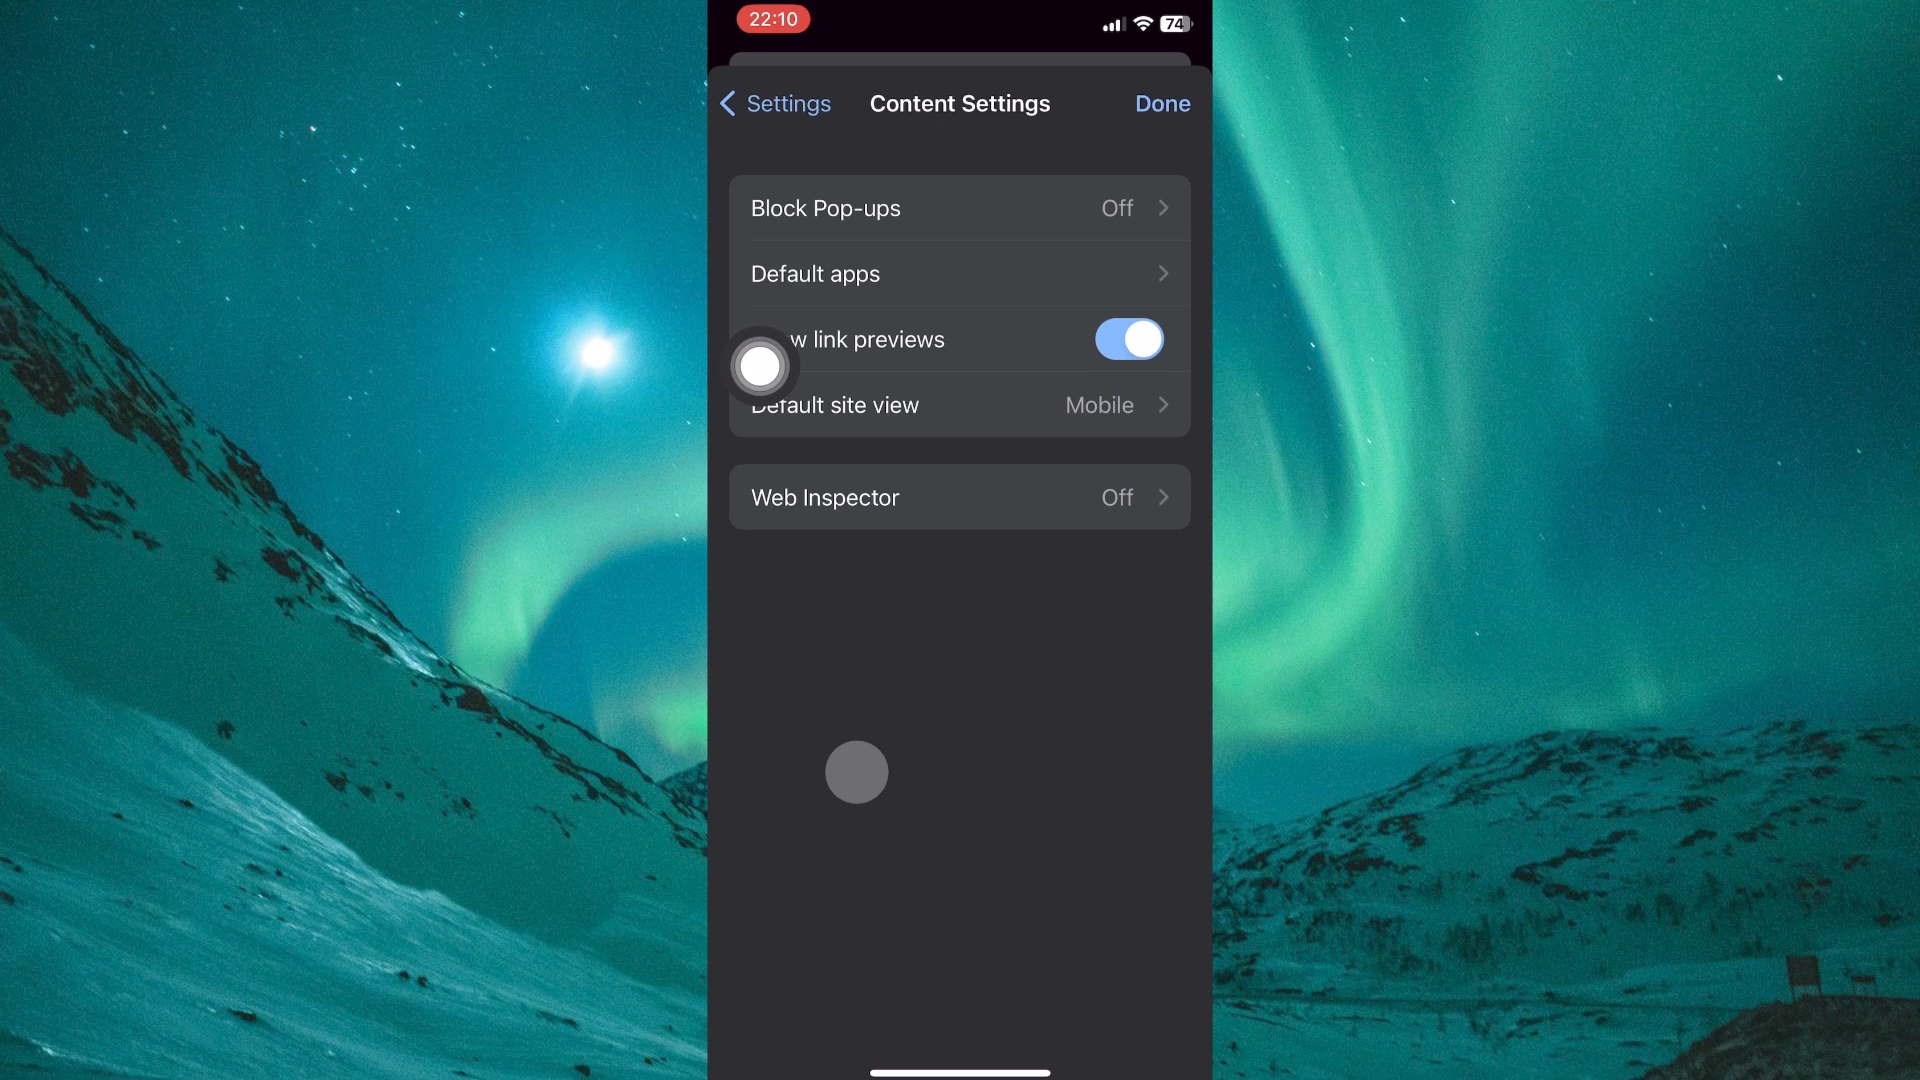 22:10
74
Settings
Content Settings
Done
Block Pop-ups
Off
Default apps
w link previews
Default site view
Mobile
Web Inspector
Off